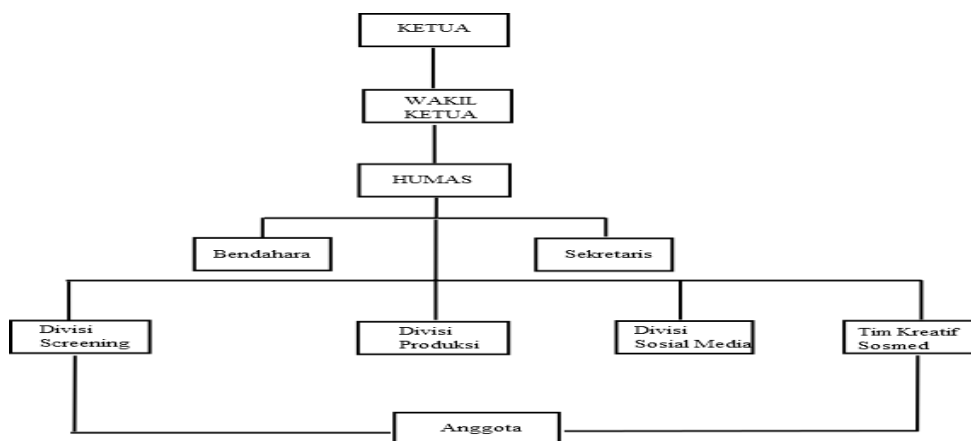 KETUA
WAKIL
KETUA
HUMAS
Bendahara
Sekretaris
Divisi
Screening
Divisi
Produksi
Divisi
Sosial Media
Tim Kreatif
Sosmed
Anggota